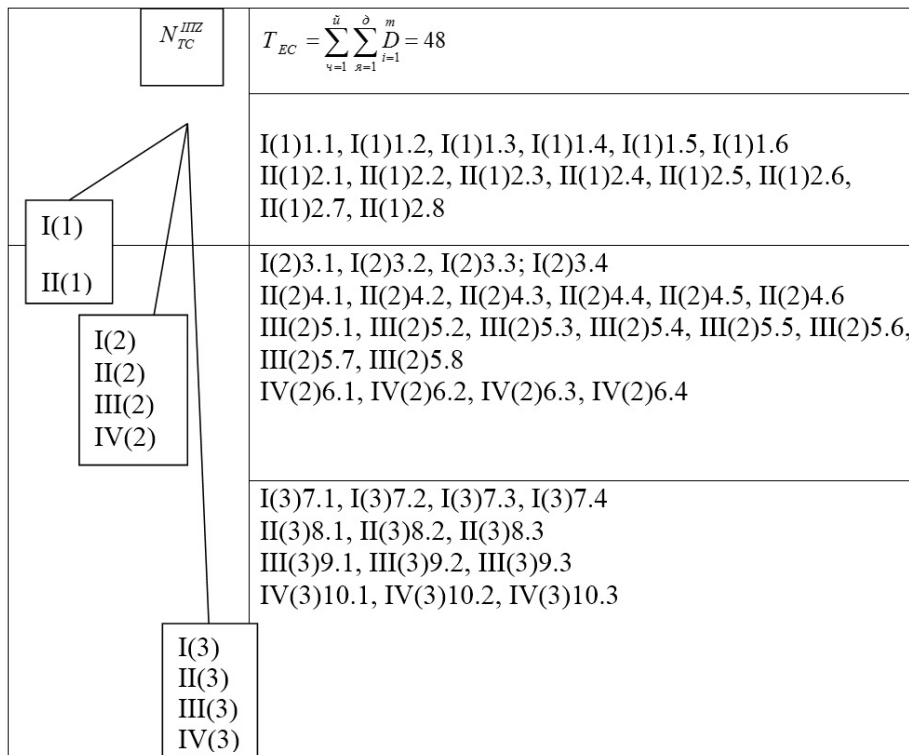 N_{TC}^{IIIZ}
T_{EC} = \sum_{ч=1}^{й} \sum_{я=1}^{д} D_{i=1}^{m} = 48
I(1)1.1, I(1)1.2, I(1)1.3, I(1)1.4, I(1)1.5, I(1)1.6
II(1)2.1, II(1)2.2, II(1)2.3, II(1)2.4, II(1)2.5, II(1)2.6,
II(1)2.7, II(1)2.8
I(1)
II(1)
I(2)3.1, I(2)3.2, I(2)3.3; I(2)3.4
II(2)4.1, II(2)4.2, II(2)4.3, II(2)4.4, II(2)4.5, II(2)4.6
III(2)5.1, III(2)5.2, III(2)5.3, III(2)5.4, III(2)5.5, III(2)5.6,
III(2)5.7, III(2)5.8
IV(2)6.1, IV(2)6.2, IV(2)6.3, IV(2)6.4
I(2)
II(2)
III(2)
IV(2)
I(3)7.1, I(3)7.2, I(3)7.3, I(3)7.4
II(3)8.1, II(3)8.2, II(3)8.3
III(3)9.1, III(3)9.2, III(3)9.3
IV(3)10.1, IV(3)10.2, IV(3)10.3
I(3)
II(3)
III(3)
IV(3)